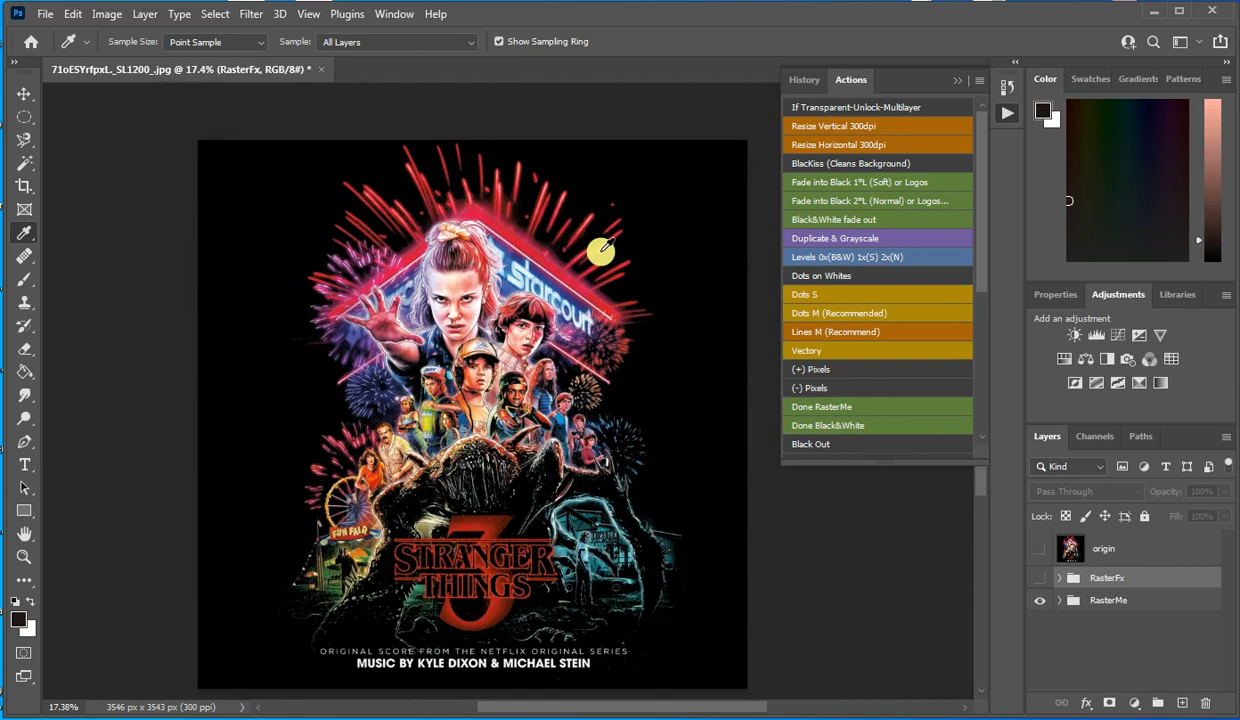 Ps File Edit Image Layer Type Select Filter 3D View Plugins Window Help
Sample Size: Point Sample Sample: All Layers Show Sampling Ring
71oESYrfpxL._SL1200_.jpg @ 17.4% (RasterFx, RGB/8#) *
History Actions
If Transparent-Unlock-Multilayer
Resize Vertical 300dpi
Resize Horizontal 300dpi
BlacKiss (Cleans Background)
Fade into Black 1*L (Soft) or Logos
Fade into Black 2*L (Normal) or Logos...
Black&White fade out
Duplicate & Grayscale
Levels 0x(B&W) 1x(S) 2x(N)
Dots on Whites
Dots S
Dots M (Recommended)
Lines M (Recommend)
Vectory
(+) Pixels
(-) Pixels
Done RasterMe
Done Black&White
Black Out
Color Swatches Gradients Patterns
Properties Adjustments Libraries
Add an adjustment
Layers Channels Paths
Kind
Pass Through Opacity: 100%
Lock: Fill: 100%
origin
RasterFx
RasterMe
starcourt
FUN FAIR
3
STRANGER
THINGS
ORIGINAL SCORE FROM THE NETFLIX ORIGINAL SERIES
MUSIC BY KYLE DIXON & MICHAEL STEIN
17.38% 3546 px x 3543 px (300 ppi)